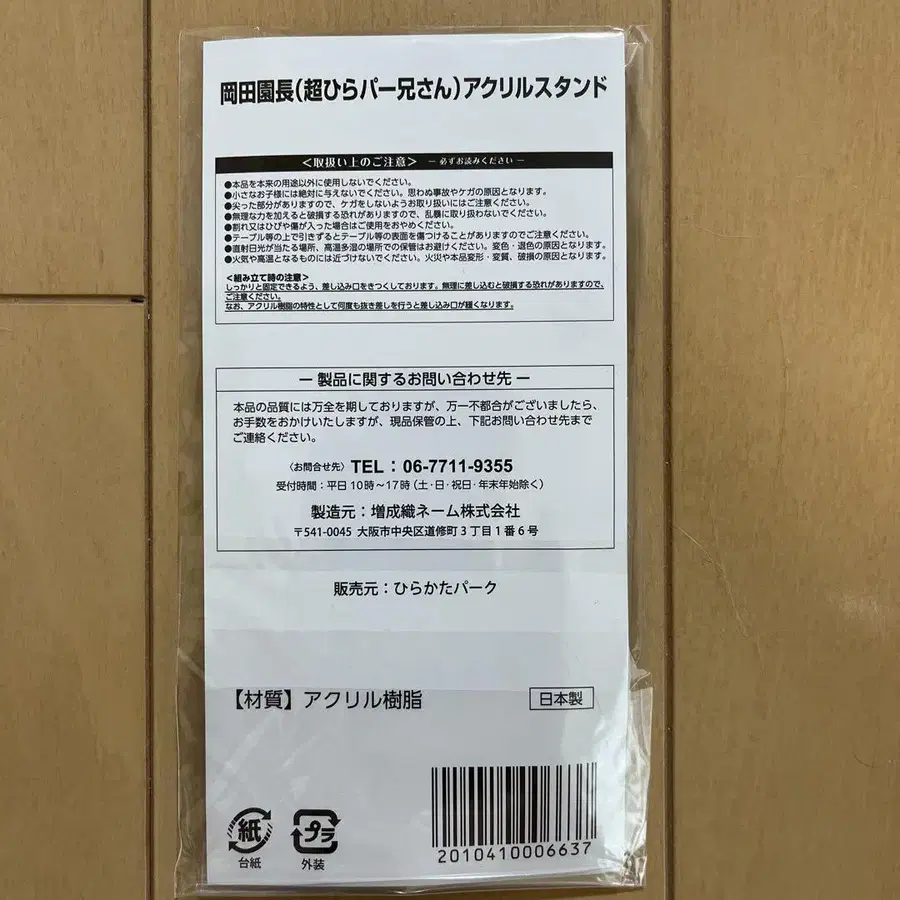 岡田園長(超ひらパー兄さん)アクリルスタンド
＜取扱い上のご注意＞ ― 必ずお読みください ―
●本品を本来の用途以外に使用しないでください。
●小さなお子様には絶対に与えないでください。思わぬ事故やケガの原因となります。
●尖った部分がありますので、ケガをしないようお取り扱いにはご注意ください。
●無理な力を加えると破損する恐れがありますので、乱暴に取り扱わないでください。
●割れ又はひびや傷が入った場合はご使用をおやめください。
●テーブル等の上で引きずるとテーブル等の表面を傷つけることがありますのでご注意ください。
●直射日光が当たる場所、高温多湿の場所での保管はお避けください。変色・退色の原因となります。
●火気や高温となるものには近づけないでください。火災や本品変形・変質、破損の原因となります。
＜組み立て時の注意＞
しっかりと固定できるよう、差し込み口をきつくしております。無理に差し込むと破損する恐れがありますので、
ご注意ください。
なお、アクリル樹脂の特性として何度も抜き差しを行うと差し込み口が緩くなります。
― 製品に関するお問い合わせ先 ―
本品の品質には万全を期しておりますが、万一不都合がございましたら、
お手数をおかけいたしますが、現品保管の上、下記お問い合わせ先まで
ご連絡ください。
〈お問合せ先〉 TEL：06-7711-9355
受付時間：平日10時～17時（土・日・祝日・年末年始除く）
製造元：増成織ネーム株式会社
〒541-0045 大阪市中央区道修町3丁目1番6号
販売元：ひらかたパーク
【材質】アクリル樹脂
日本製
紙
台紙
プラ
外装
2010410006637